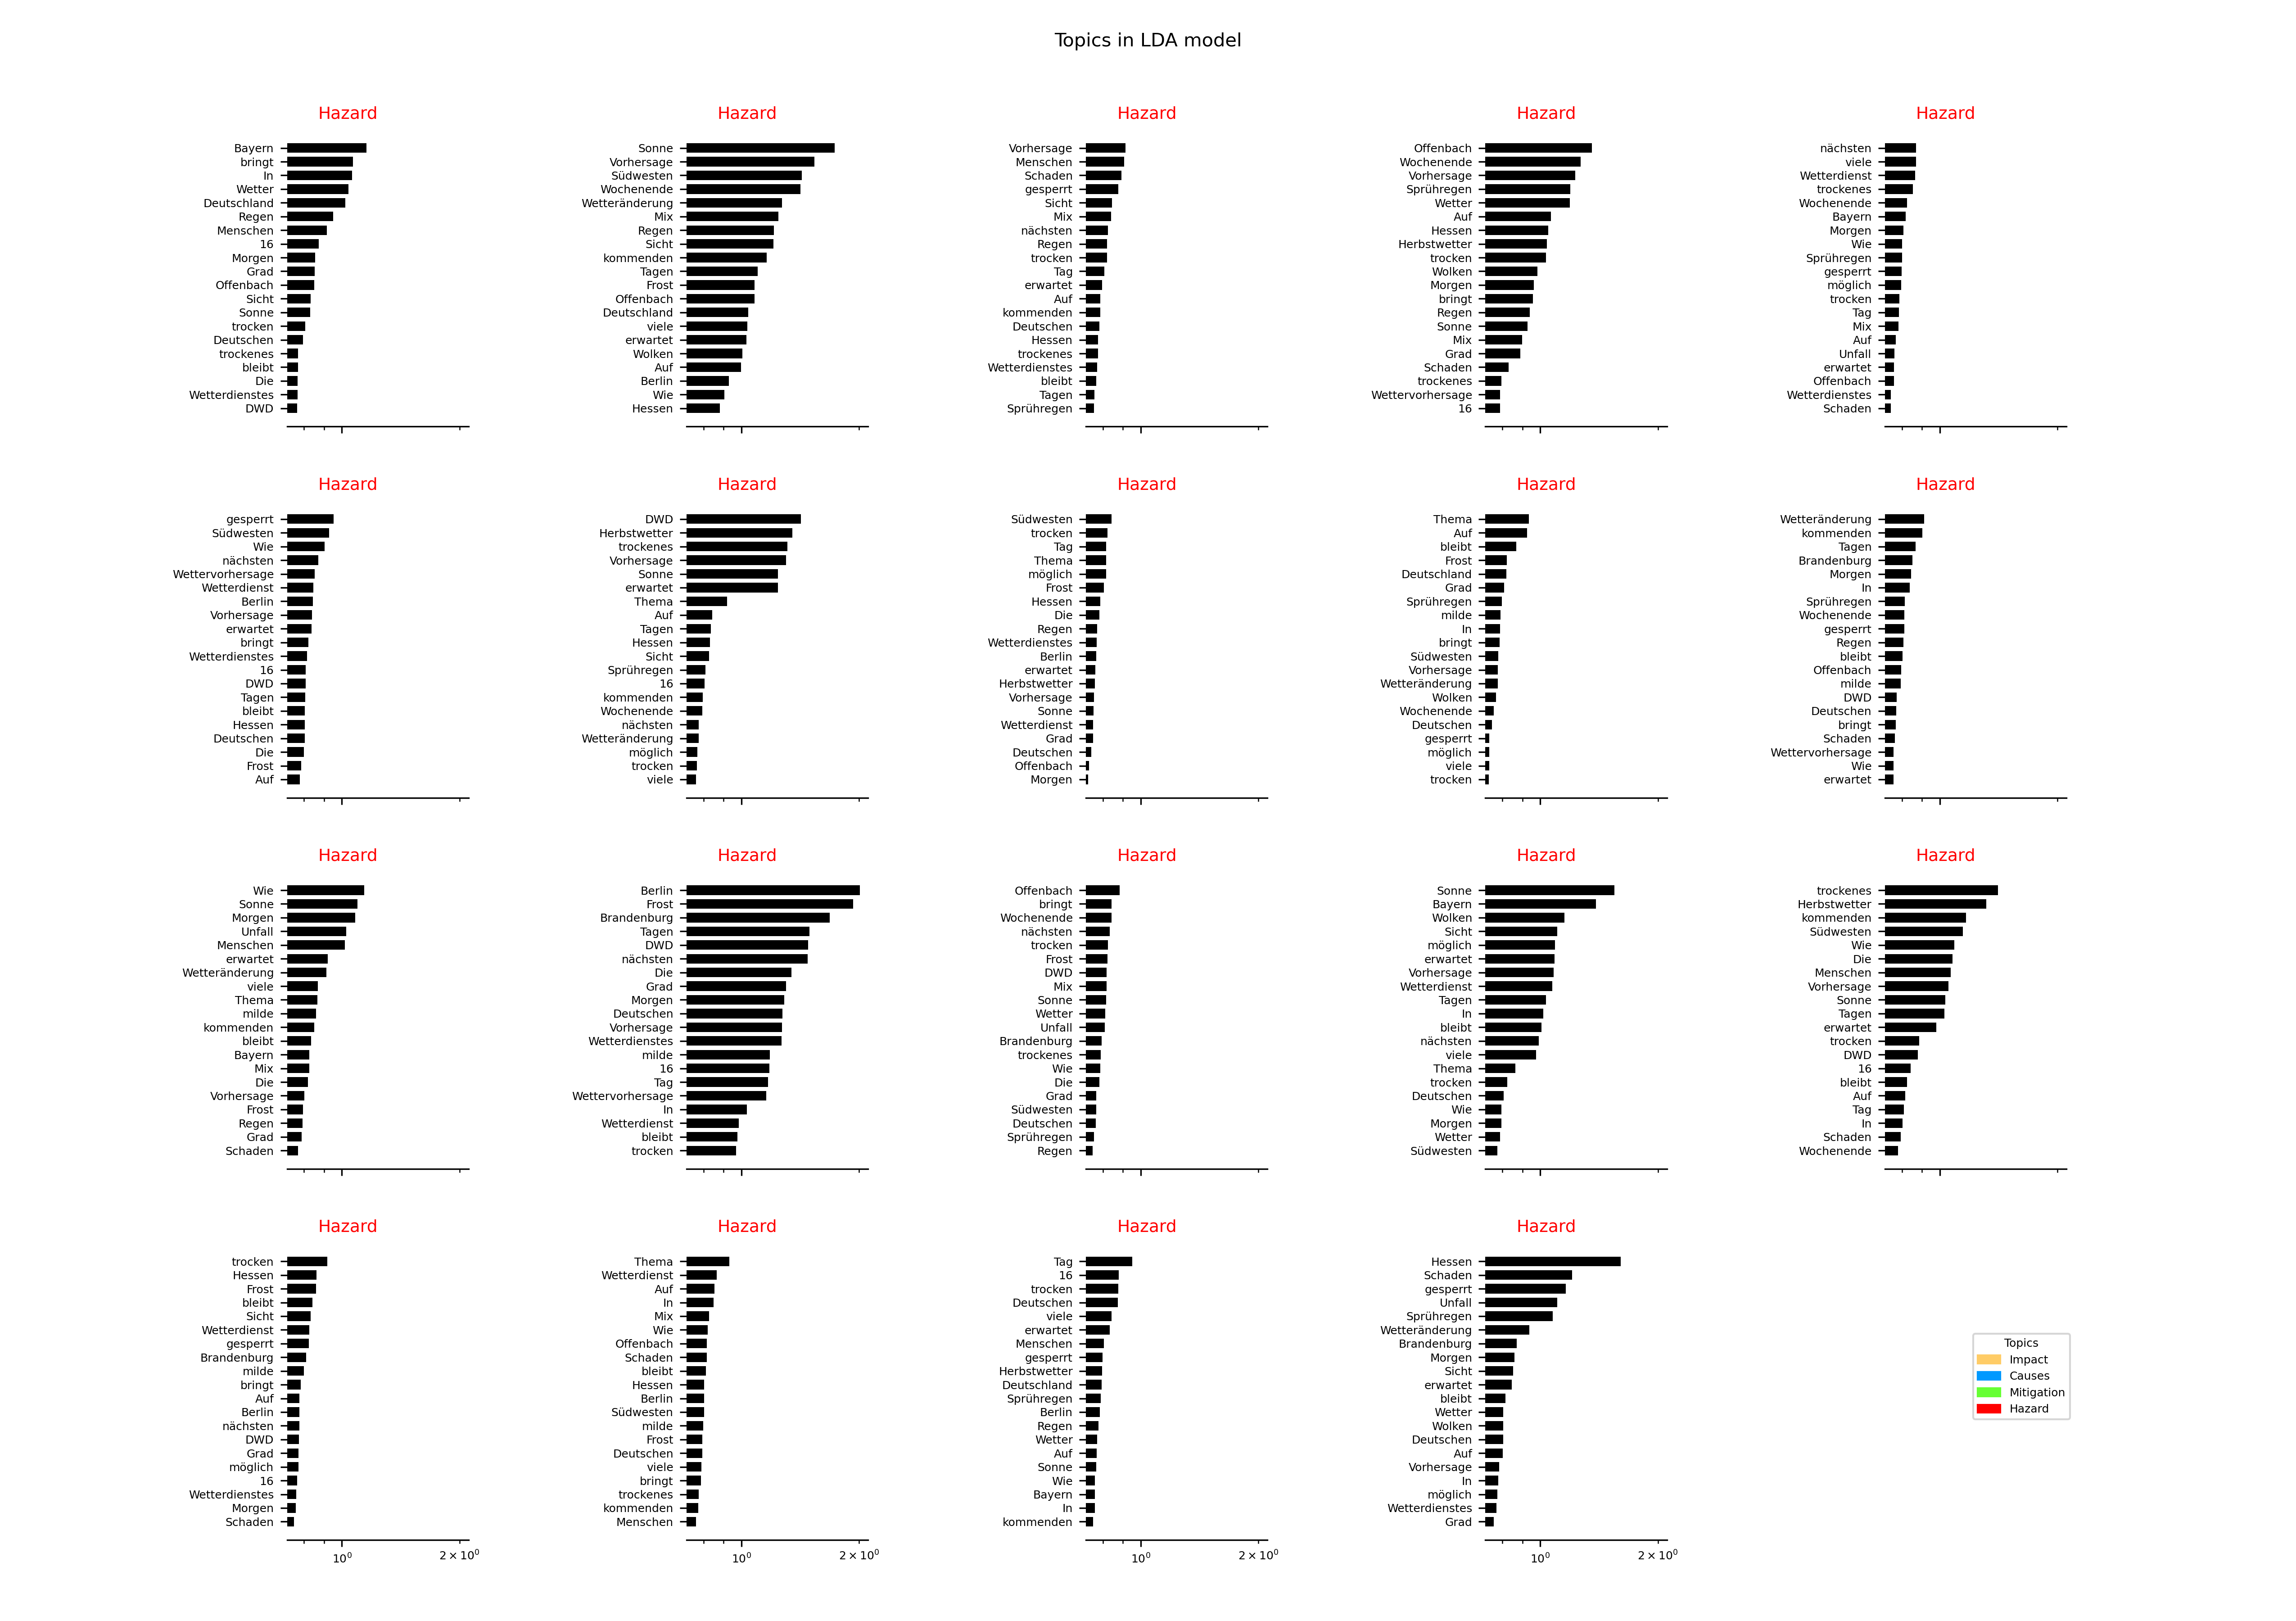 Topics in LDA model
Hazard
Bayern
bringt
In
Wetter
Deutschland
Regen
Menschen
16
Morgen
Grad
Offenbach
Sicht
Sonne
trocken
Deutschen
trockenes
bleibt
Die
Wetterdienstes
DWD
Hazard
Sonne
Vorhersage
Südwesten
Wochenende
Wetteränderung
Mix
Regen
Sicht
kommenden
Tagen
Frost
Offenbach
Deutschland
viele
erwartet
Wolken
Auf
Berlin
Wie
Hessen
Hazard
Vorhersage
Menschen
Schaden
gesperrt
Sicht
Mix
nächsten
Regen
trocken
Tag
erwartet
Auf
kommenden
Deutschen
Hessen
trockenes
Wetterdienstes
bleibt
Tagen
Sprühregen
Hazard
Offenbach
Wochenende
Vorhersage
Sprühregen
Wetter
Auf
Hessen
Herbstwetter
trocken
Wolken
Morgen
bringt
Regen
Sonne
Mix
Grad
Schaden
trockenes
Wettervorhersage
16
Hazard
nächsten
viele
Wetterdienst
trockenes
Wochenende
Bayern
Morgen
Wie
Sprühregen
gesperrt
möglich
trocken
Tag
Mix
Auf
Unfall
erwartet
Offenbach
Wetterdienstes
Schaden
Hazard
gesperrt
Südwesten
Wie
nächsten
Wettervorhersage
Wetterdienst
Berlin
Vorhersage
erwartet
bringt
Wetterdienstes
16
DWD
Tagen
bleibt
Hessen
Deutschen
Die
Frost
Auf
Hazard
DWD
Herbstwetter
trockenes
Vorhersage
Sonne
erwartet
Thema
Auf
Tagen
Hessen
Sicht
Sprühregen
16
kommenden
Wochenende
nächsten
Wetteränderung
möglich
trocken
viele
Hazard
Südwesten
trocken
Tag
Thema
möglich
Frost
Hessen
Die
Regen
Wetterdienstes
Berlin
erwartet
Herbstwetter
Vorhersage
Sonne
Wetterdienst
Grad
Deutschen
Offenbach
Morgen
Hazard
Thema
Auf
bleibt
Frost
Deutschland
Grad
Sprühregen
milde
In
bringt
Südwesten
Vorhersage
Wetteränderung
Wolken
Wochenende
Deutschen
gesperrt
möglich
viele
trocken
Hazard
Wetteränderung
kommenden
Tagen
Brandenburg
Morgen
In
Sprühregen
Wochenende
gesperrt
Regen
bleibt
Offenbach
milde
DWD
Deutschen
bringt
Schaden
Wettervorhersage
Wie
erwartet
Hazard
Wie
Sonne
Morgen
Unfall
Menschen
erwartet
Wetteränderung
viele
Thema
milde
kommenden
bleibt
Bayern
Mix
Die
Vorhersage
Frost
Regen
Grad
Schaden
Hazard
Berlin
Frost
Brandenburg
Tagen
DWD
nächsten
Die
Grad
Morgen
Deutschen
Vorhersage
Wetterdienstes
milde
16
Tag
Wettervorhersage
In
Wetterdienst
bleibt
trocken
Hazard
Offenbach
bringt
Wochenende
nächsten
trocken
Frost
DWD
Mix
Sonne
Wetter
Unfall
Brandenburg
trockenes
Wie
Die
Grad
Südwesten
Deutschen
Sprühregen
Regen
Hazard
Sonne
Bayern
Wolken
Sicht
möglich
erwartet
Vorhersage
Wetterdienst
Tagen
In
bleibt
nächsten
viele
Thema
trocken
Deutschen
Wie
Morgen
Wetter
Südwesten
Hazard
trockenes
Herbstwetter
kommenden
Südwesten
Wie
Die
Menschen
Vorhersage
Sonne
Tagen
erwartet
trocken
DWD
16
bleibt
Auf
Tag
In
Schaden
Wochenende
Hazard
trocken
Hessen
Frost
bleibt
Sicht
Wetterdienst
gesperrt
Brandenburg
milde
bringt
Auf
Berlin
nächsten
DWD
Grad
möglich
16
Wetterdienstes
Morgen
Schaden
10⁰ 2 × 10⁰
Hazard
Thema
Wetterdienst
Auf
In
Mix
Wie
Offenbach
Schaden
bleibt
Hessen
Berlin
Südwesten
milde
Frost
Deutschen
viele
bringt
trockenes
kommenden
Menschen
10⁰ 2 × 10⁰
Hazard
Tag
16
trocken
Deutschen
viele
erwartet
Menschen
gesperrt
Herbstwetter
Deutschland
Sprühregen
Berlin
Regen
Wetter
Auf
Sonne
Wie
Bayern
In
kommenden
10⁰ 2 × 10⁰
Hazard
Hessen
Schaden
gesperrt
Unfall
Sprühregen
Wetteränderung
Brandenburg
Morgen
Sicht
erwartet
bleibt
Wetter
Wolken
Deutschen
Auf
Vorhersage
In
möglich
Wetterdienstes
Grad
10⁰ 2 × 10⁰
Topics
Impact
Causes
Mitigation
Hazard